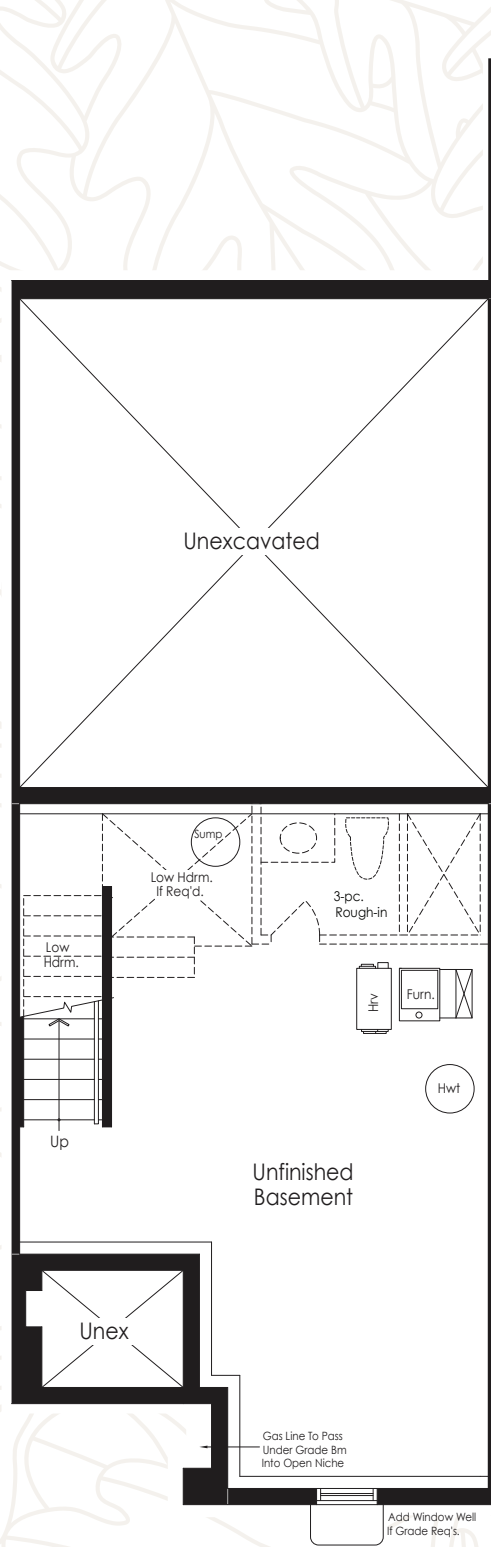 Unexcavated
Sump
Low Hdrm.
If Req'd.
3-pc.
Rough-in
Low
Hdrm.
Hrv
Furn.
Hwt
Up
Unfinished
Basement
Unex
Gas Line To Pass
Under Grade Bm
Into Open Niche
Add Window Well
If Grade Req's.